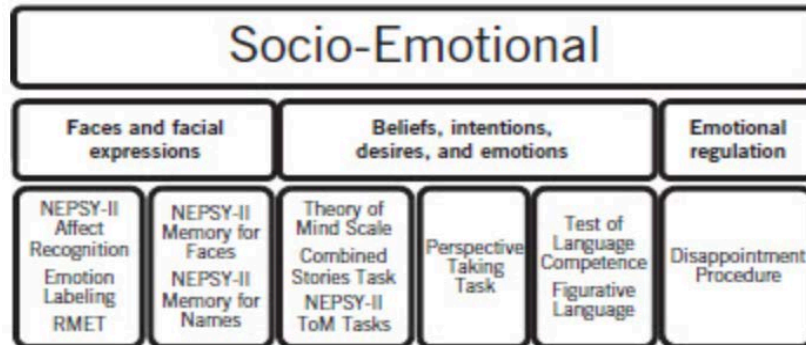 Socio-Emotional
Faces and facial
expressions
Beliefs, intentions,
desires, and emotions
Emotional
regulation
NEPSY-II
Affect
Recognition
Emotion
Labeling
RMET
NEPSY-II
Memory for
Faces
NEPSY-II
Memory for
Names
Theory of
Mind Scale
Combined
Stories Task
NEPSY-II
ToM Tasks
Perspective
Taking
Task
Test of
Language
Competence
Figurative
Language
Disappointment
Procedure